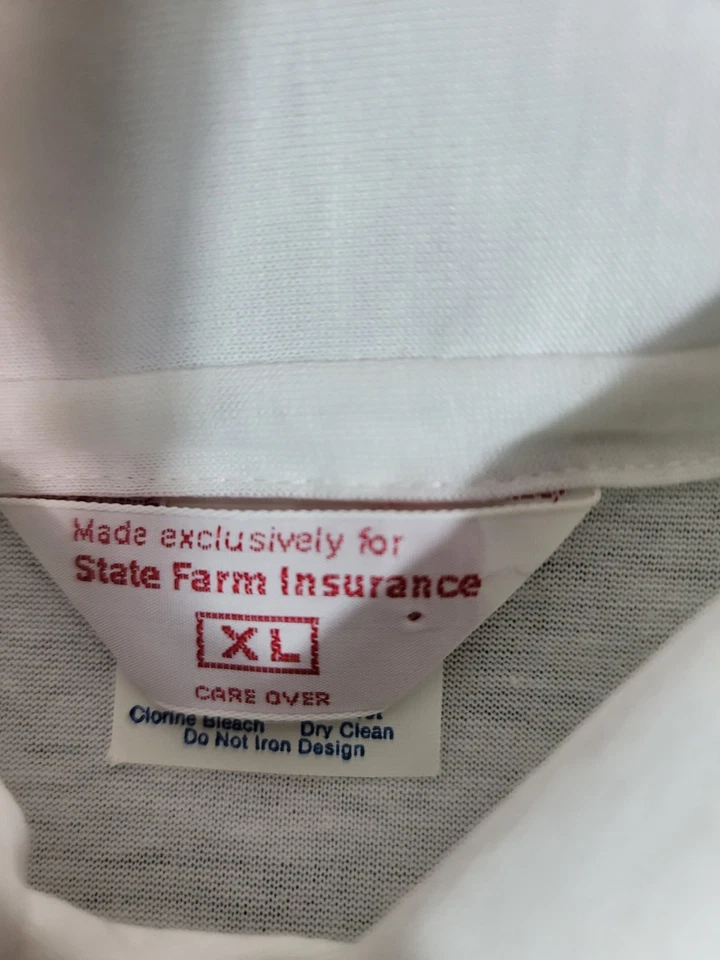 Made exclusively for
State Farm Insurance
XL
CARE OVER
Clorine Bleach Dry Clean
Do Not Iron Design